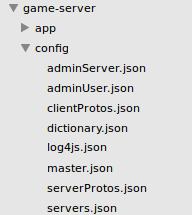 game-server
app
config
adminServer.json
adminUser.json
clientProtos.json
dictionary.json
log4js.json
master.json
serverProtos.json
servers.json